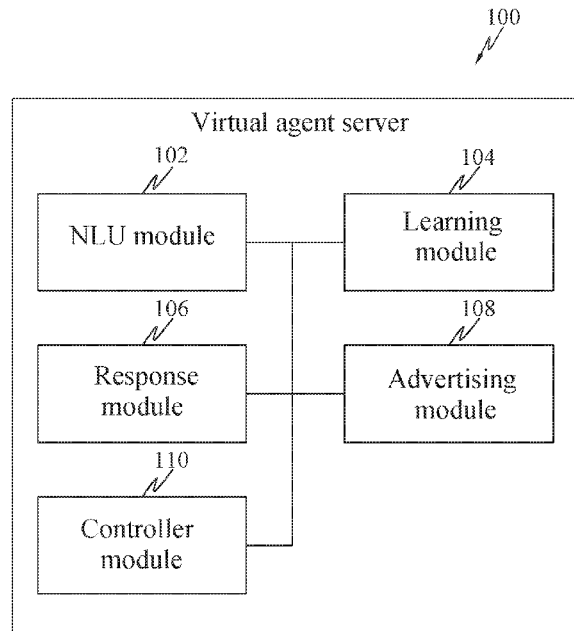 100
Virtual agent server
102
NLU module
104
Learning
module
106
Response
module
108
Advertising
module
110
Controller
module